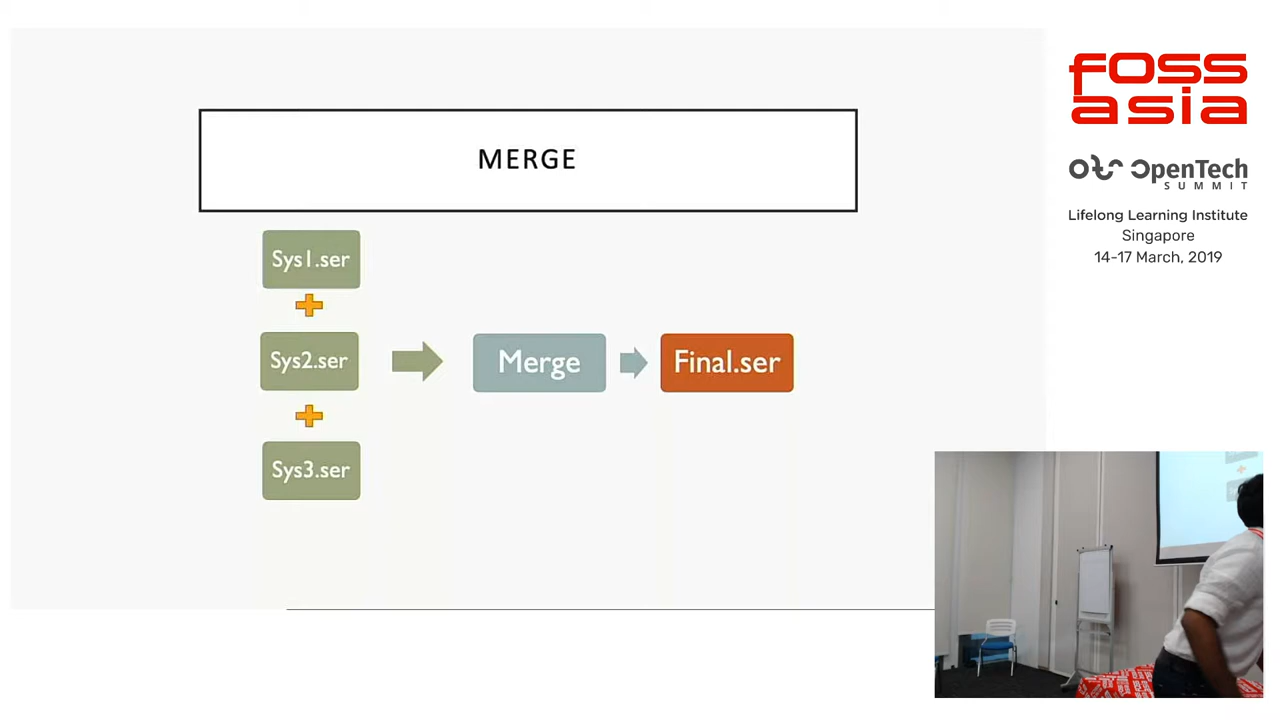 MERGE
Sys1.ser
Sys2.ser
Sys3.ser
Merge
Final.ser
FOSS
asia
OpenTech
SUMMIT
Lifelong Learning Institute
Singapore
14-17 March, 2019